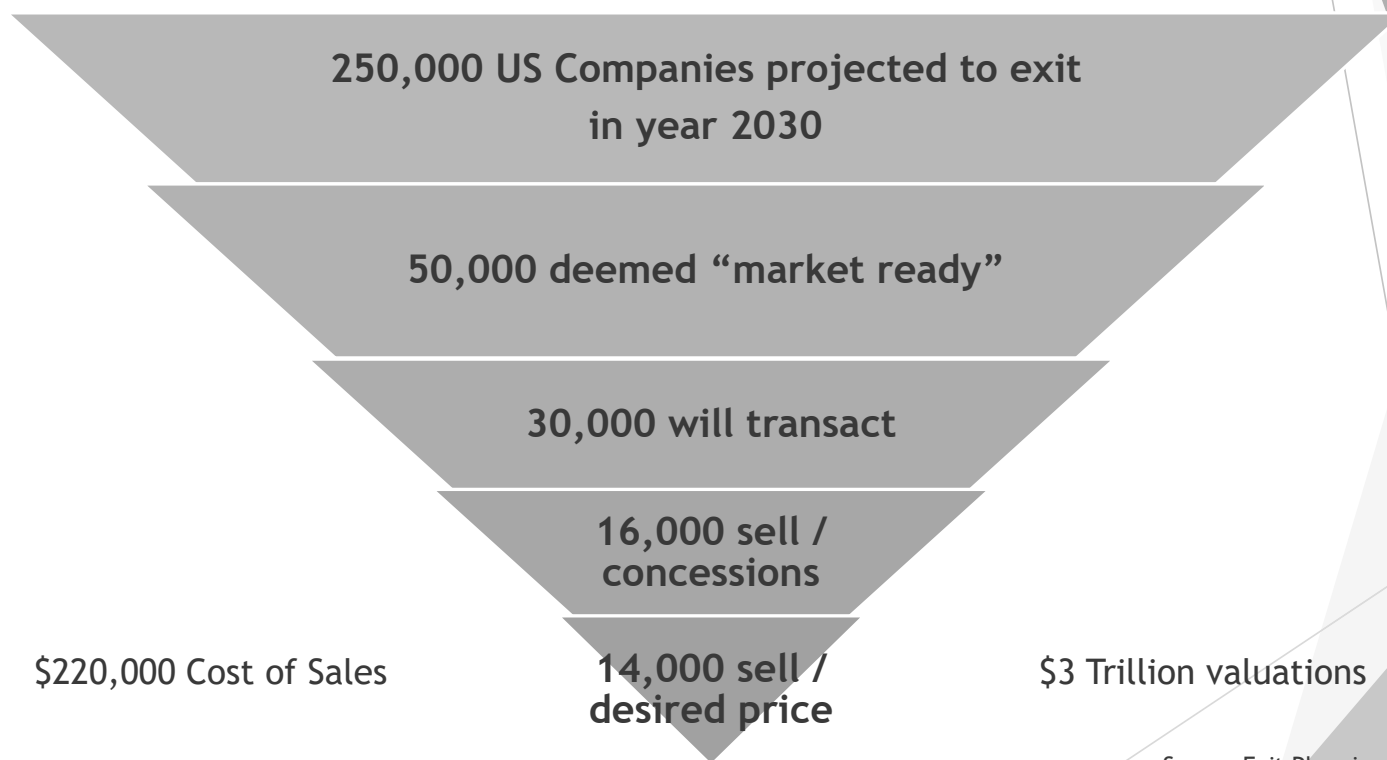 250,000 US Companies projected to exit
in year 2030
50,000 deemed “market ready”
30,000 will transact
16,000 sell /
concessions
14,000 sell /
desired price
$220,000 Cost of Sales
$3 Trillion valuations